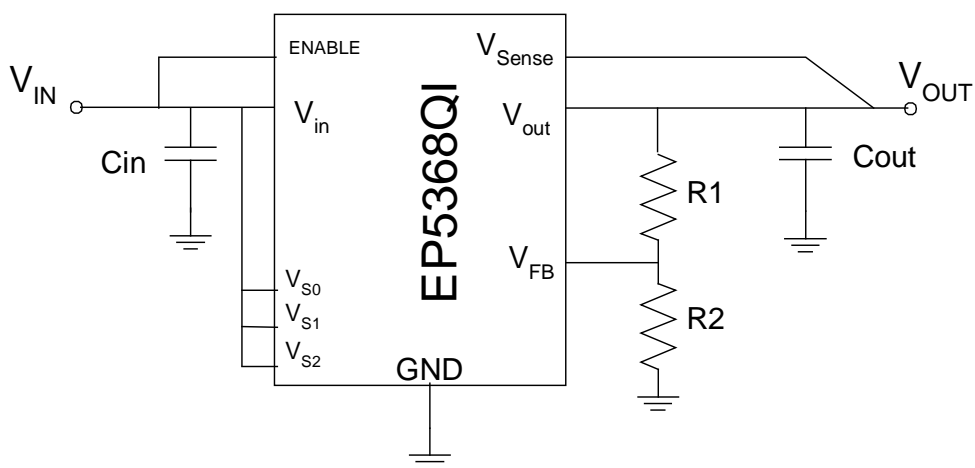 ENABLE
V_Sense
V_IN
V_OUT
V_in
V_out
Cin
Cout
EP5368QI
R1
V_FB
V_S0
V_S1
R2
V_S2
GND